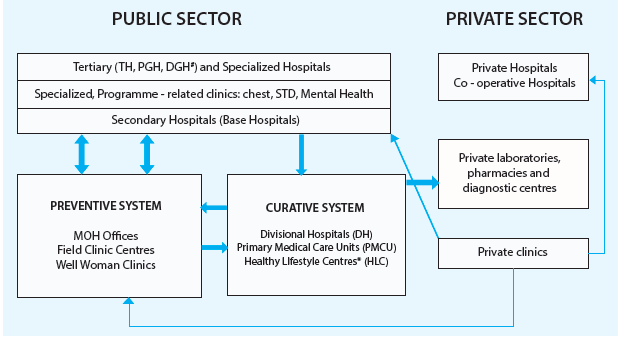 PUBLIC SECTOR
PRIVATE SECTOR
Tertiary (TH, PGH, DGH#) and Specialized Hospitals
Specialized, Programme - related clinics: chest, STD, Mental Health
Secondary Hospitals (Base Hospitals)
Private Hospitals
Co - operative Hospitals
Private laboratories,
pharmacies and
diagnostic centres
PREVENTIVE SYSTEM
MOH Offices
Field Clinic Centres
Well Woman Clinics
CURATIVE SYSTEM
Divisional Hospitals (DH)
Primary Medical Care Units (PMCU)
Healthy LIfestyle Centres* (HLC)
Private clinics